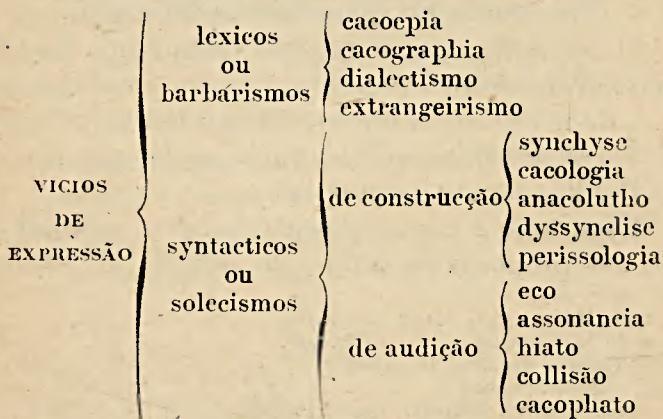 VICIOS
DE
EXPRESSÃO
lexicos
ou
barbárismos
cacoepia
cacographia
dialectismo
extrangeirismo
syntacticos
ou
solecismos
de construcção
synchyse
cacologia
anacolutho
dyssynclise
perissologia
de audição
eco
assonancia
hiato
collisão
cacophato